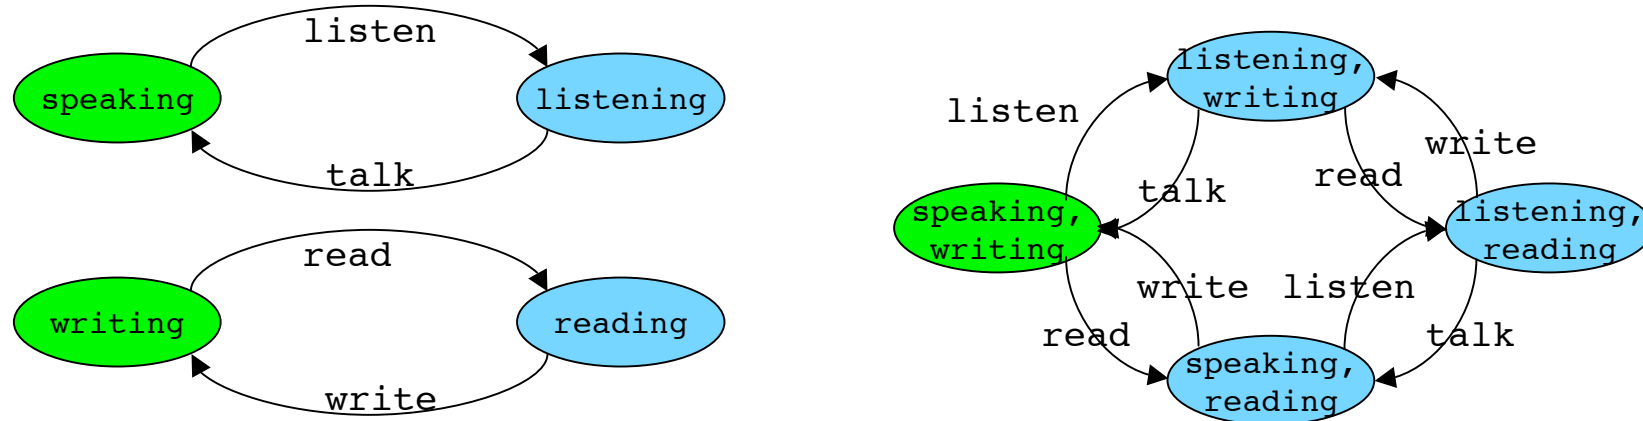 listen
speaking
listening
talk
read
writing
reading
write
listening,
writing
listen
write
talk
read
speaking,
writing
listening,
reading
write
listen
read
talk
speaking,
reading